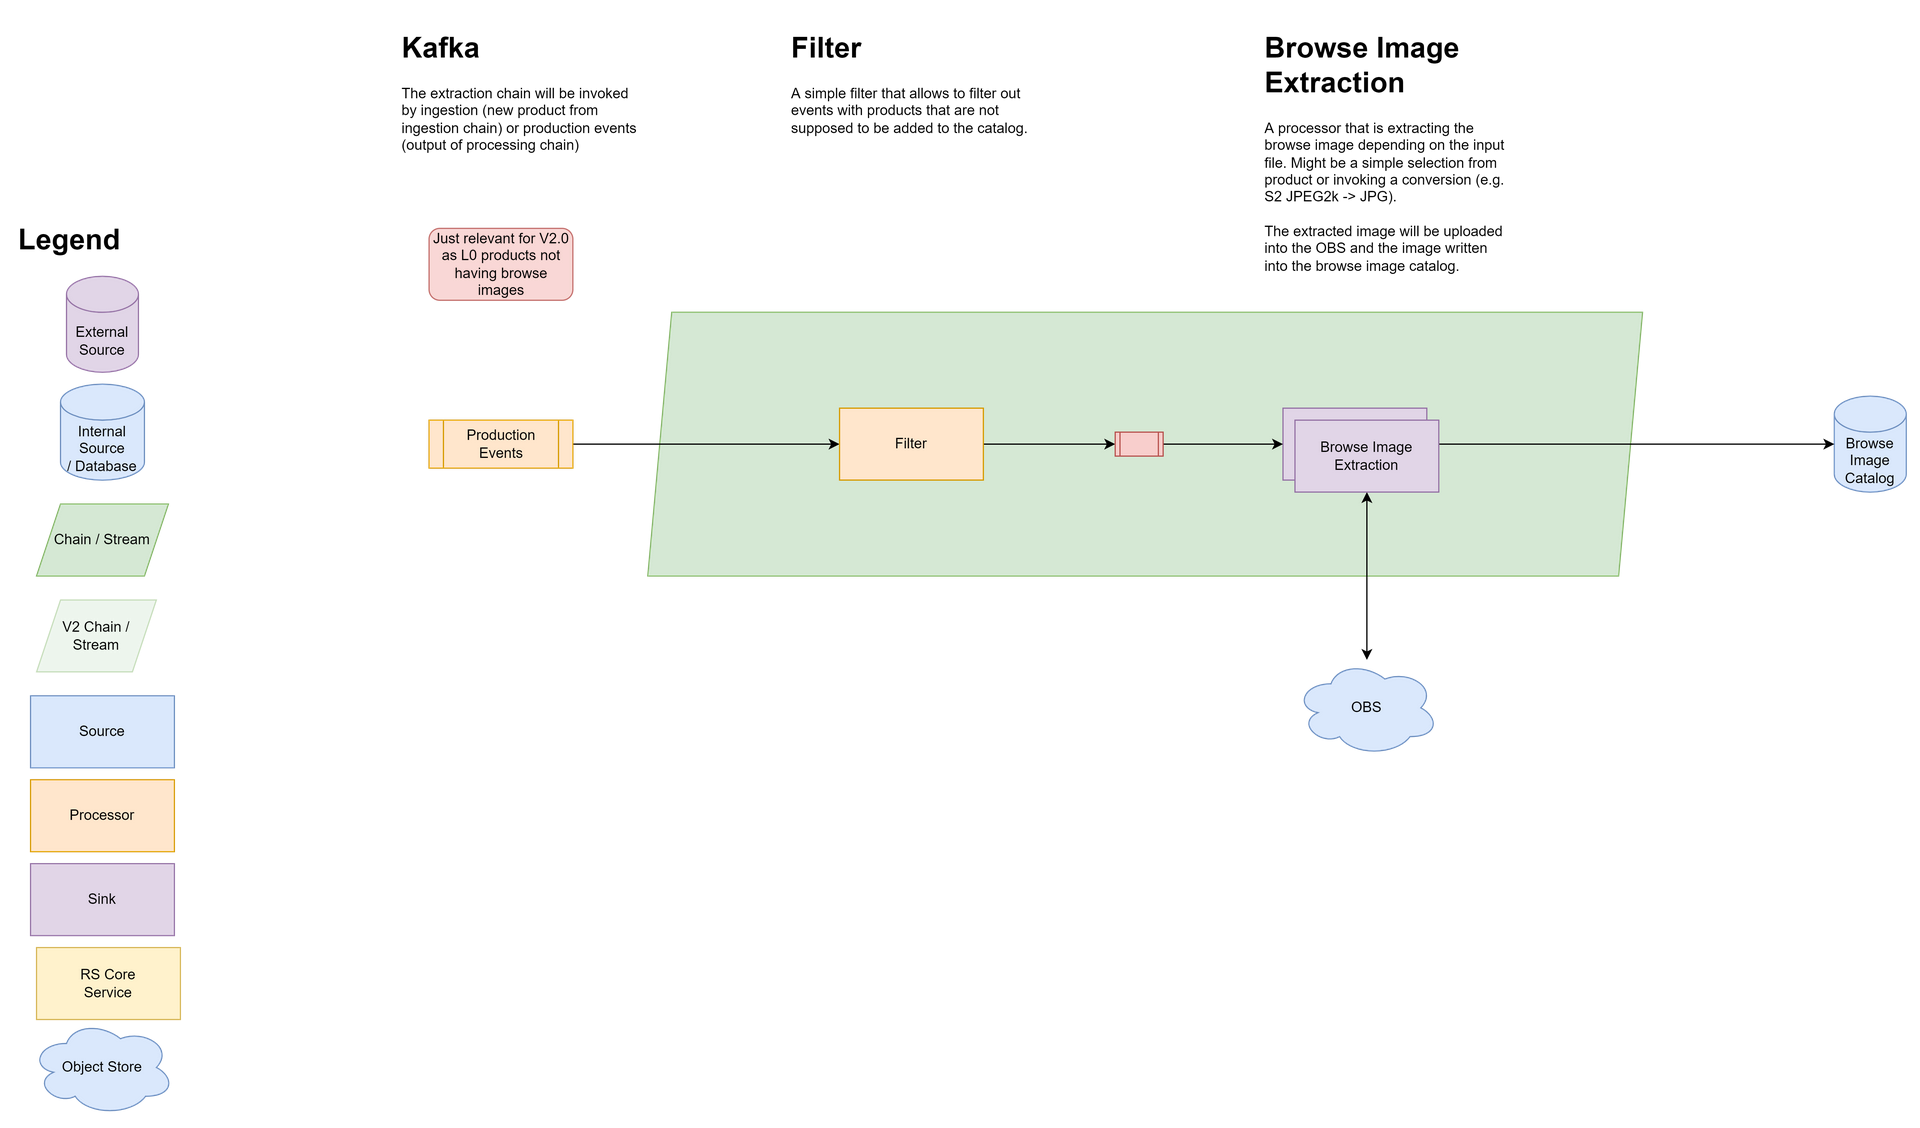 Kafka
The extraction chain will be invoked
by ingestion (new product from
ingestion chain) or production events
(output of processing chain)
Filter
A simple filter that allows to filter out
events with products that are not
supposed to be added to the catalog.
Browse Image
Extraction
A processor that is extracting the
browse image depending on the input
file. Might be a simple selection from
product or invoking a conversion (e.g.
S2 JPEG2k -> JPG).
The extracted image will be uploaded
into the OBS and the image written
into the browse image catalog.
Legend
External
Source
Internal
Source
/ Database
Chain / Stream
V2 Chain /
Stream
Source
Processor
Sink
RS Core
Service
Object Store
Just relevant for V2.0
as L0 products not
having browse
images
Production
Events
Filter
Browse Image
Extraction
Browse
Image
Catalog
OBS